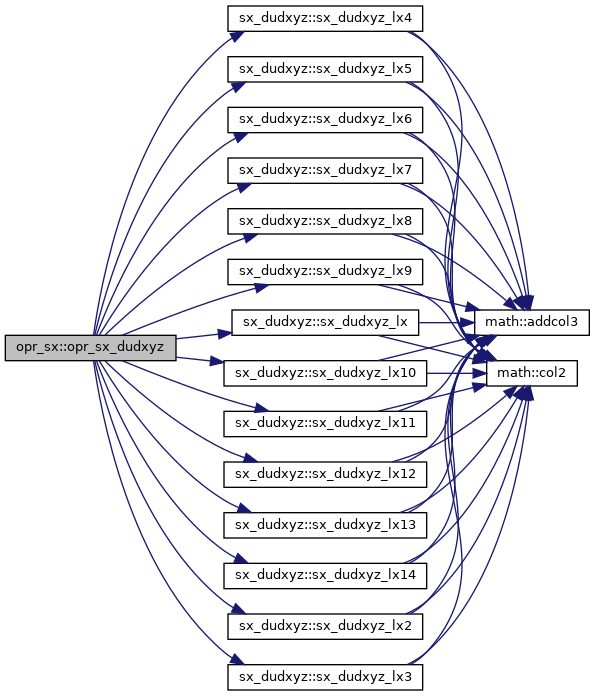 sx_dudxyz::sx_dudxyz_lx4
sx_dudxyz::sx_dudxyz_lx5
sx_dudxyz::sx_dudxyz_lx6
sx_dudxyz::sx_dudxyz_lx7
sx_dudxyz::sx_dudxyz_lx8
sx_dudxyz::sx_dudxyz_lx9
sx_dudxyz::sx_dudxyz_lx
math::addcol3
opr_sx::opr_sx_dudxyz
sx_dudxyz::sx_dudxyz_lx10
math::col2
sx_dudxyz::sx_dudxyz_lx11
sx_dudxyz::sx_dudxyz_lx12
sx_dudxyz::sx_dudxyz_lx13
sx_dudxyz::sx_dudxyz_lx14
sx_dudxyz::sx_dudxyz_lx2
sx_dudxyz::sx_dudxyz_lx3